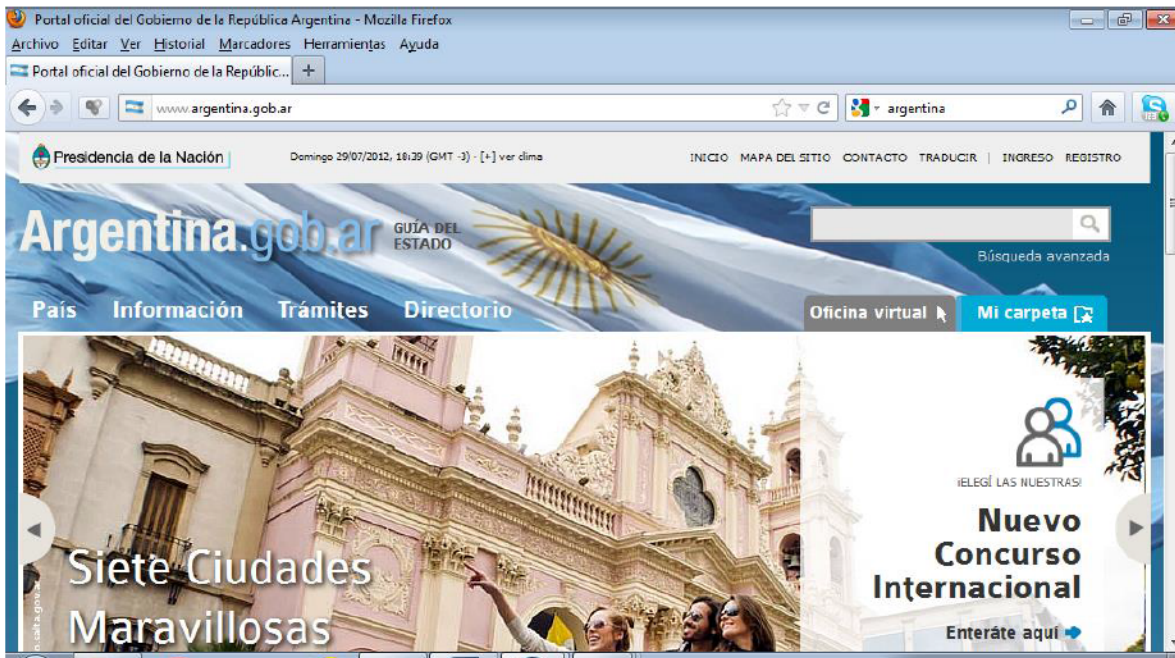 Portal oficial del Gobierno de la República Argentina - Mozilla Firefox
Archivo Editar Ver Historial Marcadores Herramientas Ayuda
Portal oficial del Gobierno de la Repúblic...
www.argentina.gob.ar
argentina
Presidencia de la Nación
Domingo 29/07/2012, 18:39 (GMT -3) - [+] ver clima
INICIO MAPA DEL SITIO CONTACTO TRADUCIR | INGRESO REGISTRO
Argentina.gob.ar
GUÍA DEL
ESTADO
Búsqueda avanzada
País Información Trámites Directorio
Oficina virtual Mi carpeta
¡ELEGÍ LAS NUESTRAS!
Nuevo
Concurso
Internacional
Enteráte aquí
Siete Ciudades
Maravillosas